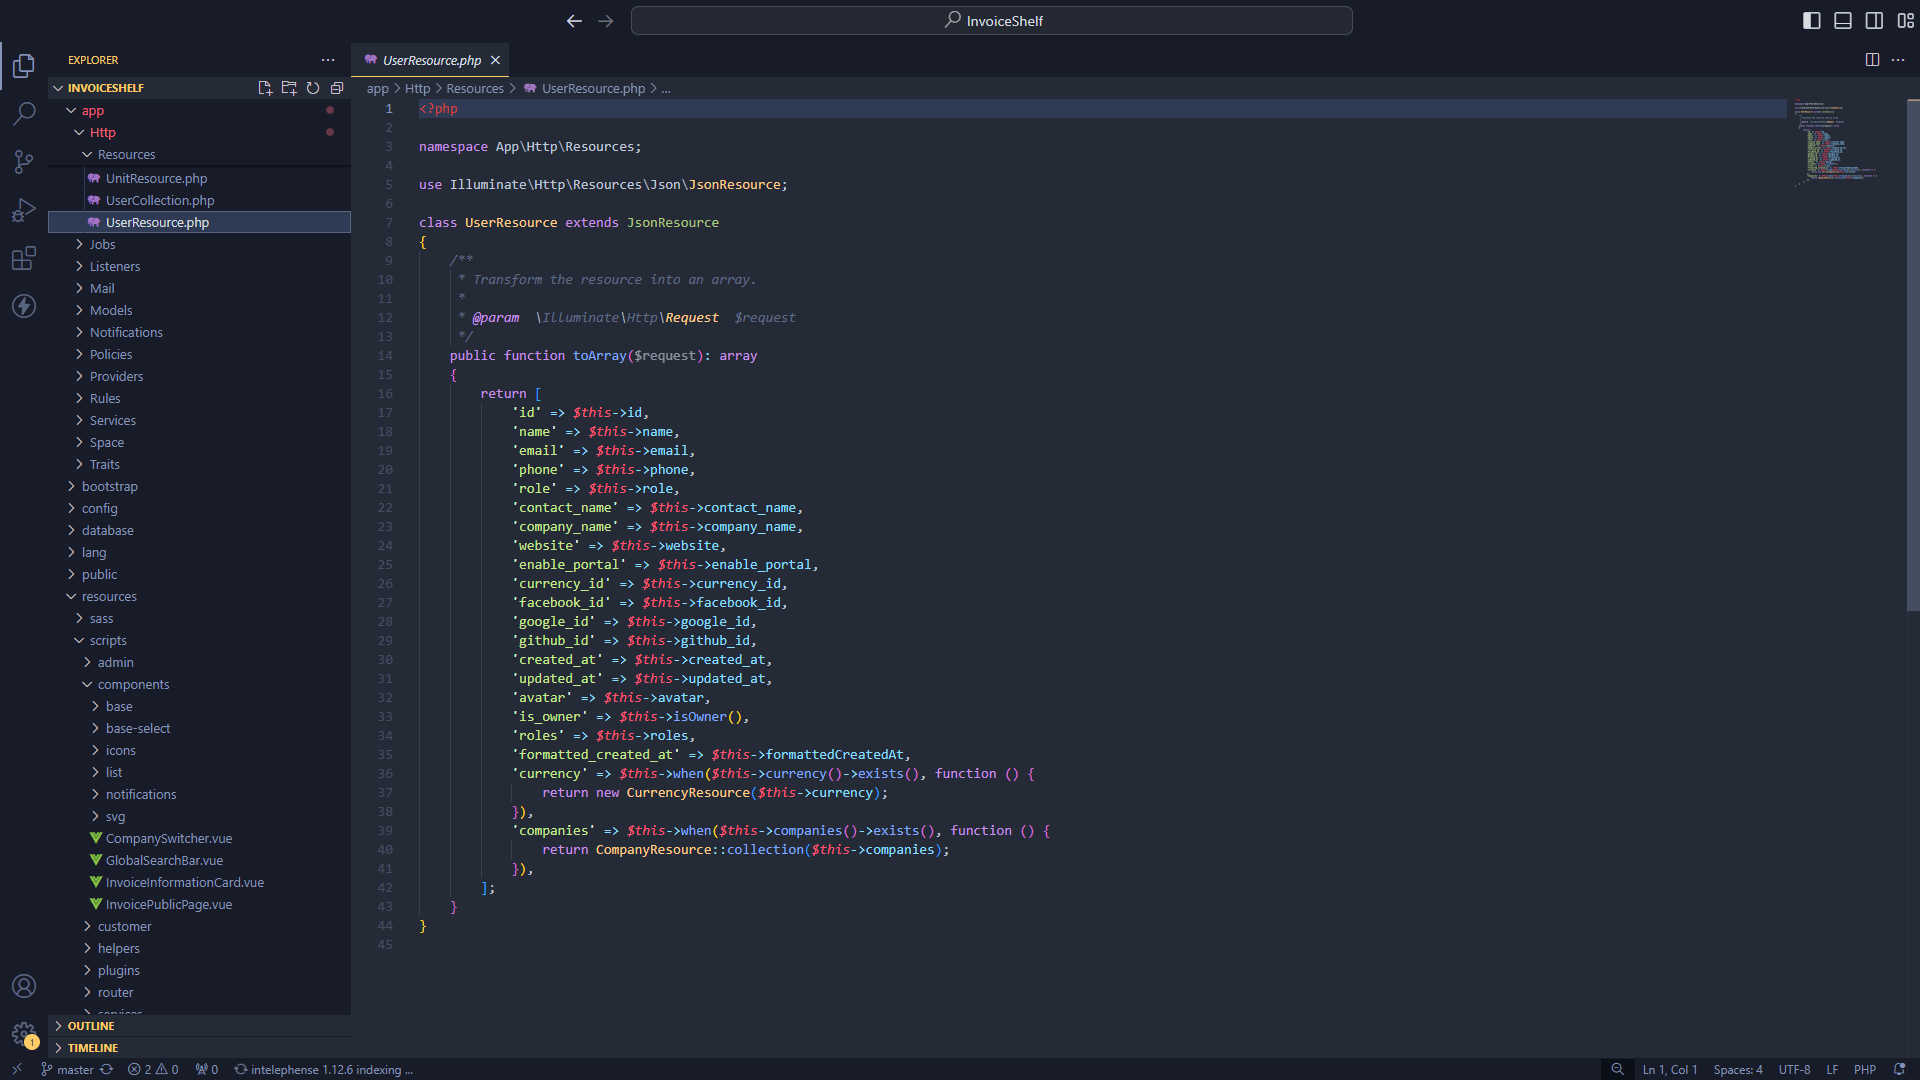 InvoiceShelf
EXPLORER
INVOICESHELF
app
Http
Resources
UnitResource.php
UserCollection.php
UserResource.php
Jobs
Listeners
Mail
Models
Notifications
Policies
Providers
Rules
Services
Space
Traits
bootstrap
config
database
lang
public
resources
sass
scripts
admin
components
base
base-select
icons
list
notifications
svg
CompanySwitcher.vue
GlobalSearchBar.vue
InvoiceInformationCard.vue
InvoicePublicPage.vue
customer
helpers
plugins
router
services
OUTLINE
TIMELINE
UserResource.php
app > Http > Resources > UserResource.php > ...
1 <?php
2
3 namespace App\Http\Resources;
4
5 use Illuminate\Http\Resources\Json\JsonResource;
6
7 class UserResource extends JsonResource
8 {
9 /**
10 * Transform the resource into an array.
11 *
12 * @param  \Illuminate\Http\Request  $request
13 */
14 public function toArray($request): array
15 {
16 return [
17 'id' => $this->id,
18 'name' => $this->name,
19 'email' => $this->email,
20 'phone' => $this->phone,
21 'role' => $this->role,
22 'contact_name' => $this->contact_name,
23 'company_name' => $this->company_name,
24 'website' => $this->website,
25 'enable_portal' => $this->enable_portal,
26 'currency_id' => $this->currency_id,
27 'facebook_id' => $this->facebook_id,
28 'google_id' => $this->google_id,
29 'github_id' => $this->github_id,
30 'created_at' => $this->created_at,
31 'updated_at' => $this->updated_at,
32 'avatar' => $this->avatar,
33 'is_owner' => $this->isOwner(),
34 'roles' => $this->roles,
35 'formatted_created_at' => $this->formattedCreatedAt,
36 'currency' => $this->when($this->currency()->exists(), function () {
37 return new CurrencyResource($this->currency);
38 }),
39 'companies' => $this->when($this->companies()->exists(), function () {
40 return CompanyResource::collection($this->companies);
41 }),
42 ];
43 }
44 }
45
1
master 2 0 0 intelephense 1.12.6 indexing ... Ln 1, Col 1 Spaces: 4 UTF-8 LF PHP